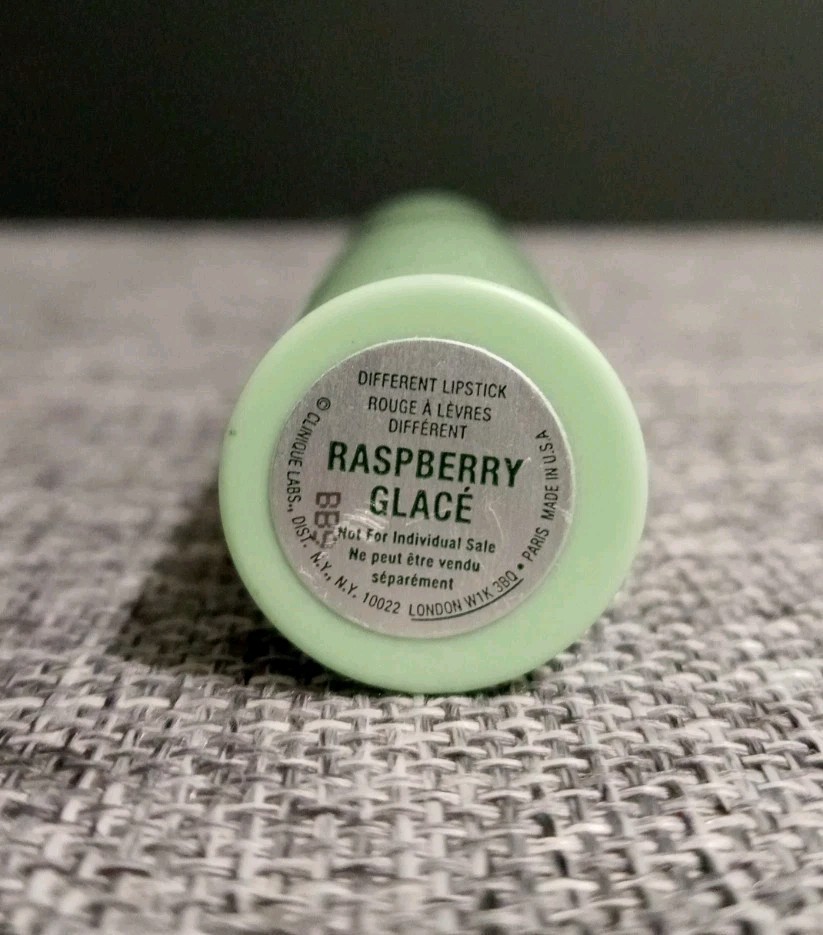 DIFFERENT LIPSTICK
ROUGE À LÈVRES
DIFFÉRENT
RASPBERRY
GLACÉ
Not For Individual Sale
Ne peut être vendu
séparément
© CLINIQUE LABS., DIST. N.Y., N.Y. 10022 LONDON W1K 3BQ • PARIS MADE IN U.S.A